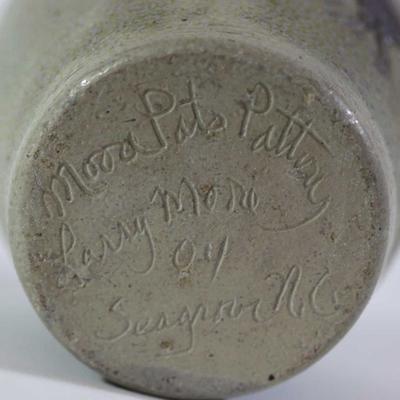 Moore Pots Pottery
Larry Moore
04
Seagrove N.C.